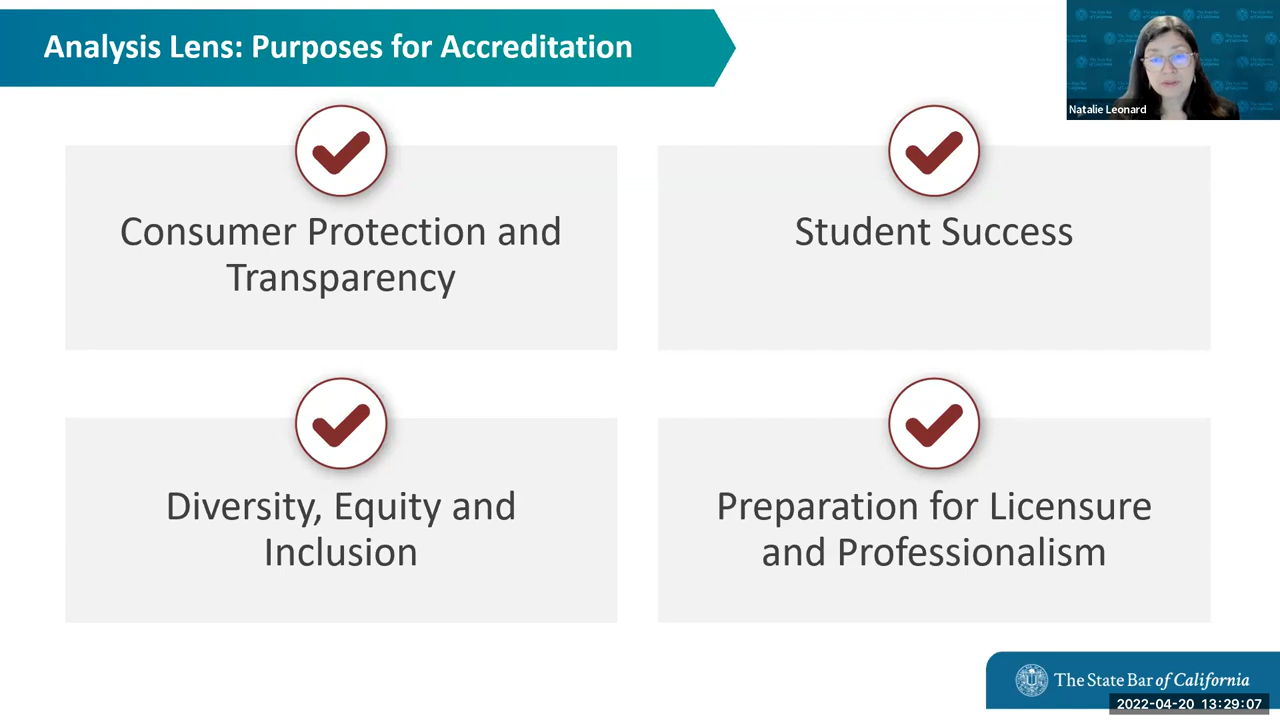 Analysis Lens: Purposes for Accreditation
Natalie Leonard
Consumer Protection and
Transparency
Student Success
Diversity, Equity and
Inclusion
Preparation for Licensure
and Professionalism
The State Bar of California
2022-04-20 13:29:07